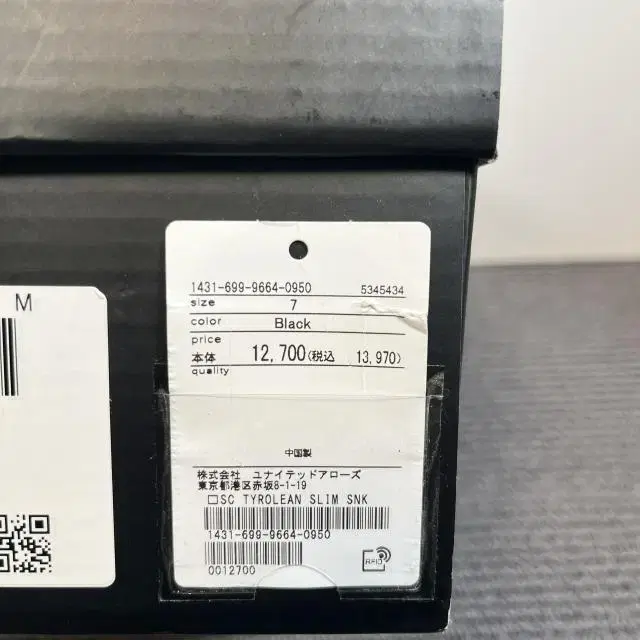 M
1431-699-9664-0950 5345434
size 7
color Black
price
本体 12,700(税込 13,970)
quality
中国製
株式会社 ユナイテッドアローズ
東京都港区赤坂8-1-19
□SC TYROLEAN SLIM SNK
1431-699-9664-0950
0012700
RFID